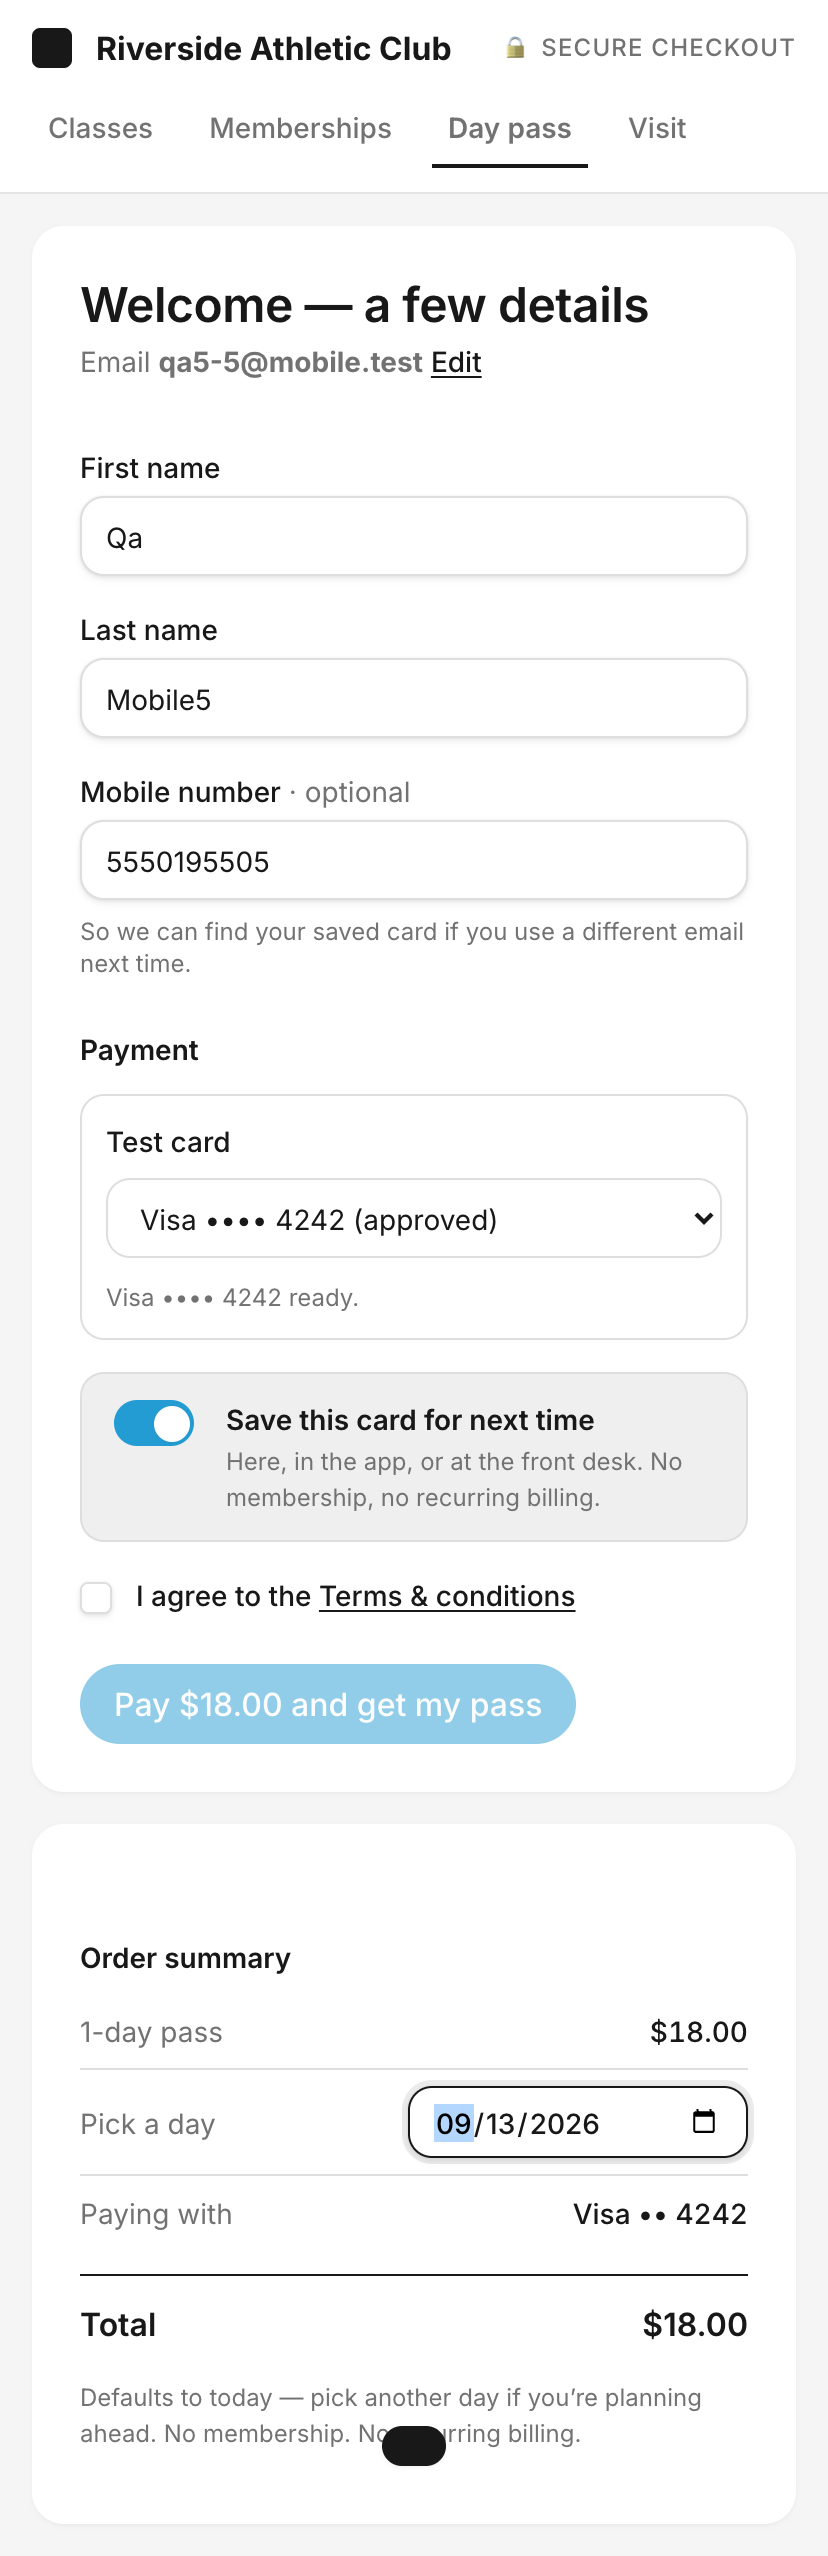 Riverside Athletic Club
🔒 SECURE CHECKOUT
Classes Memberships Day pass Visit
Welcome — a few details
Email qa5-5@mobile.test Edit
First name
Qa
Last name
Mobile5
Mobile number · optional
5550195505
So we can find your saved card if you use a different email
next time.
Payment
Test card
Visa •••• 4242 (approved)
Visa •••• 4242 ready.
Save this card for next time
Here, in the app, or at the front desk. No
membership, no recurring billing.
I agree to the Terms & conditions
Pay $18.00 and get my pass
Order summary
1-day pass $18.00
Pick a day 09/13/2026
Paying with Visa •• 4242
Total $18.00
Defaults to today — pick another day if you’re planning
ahead. No membership. billing.